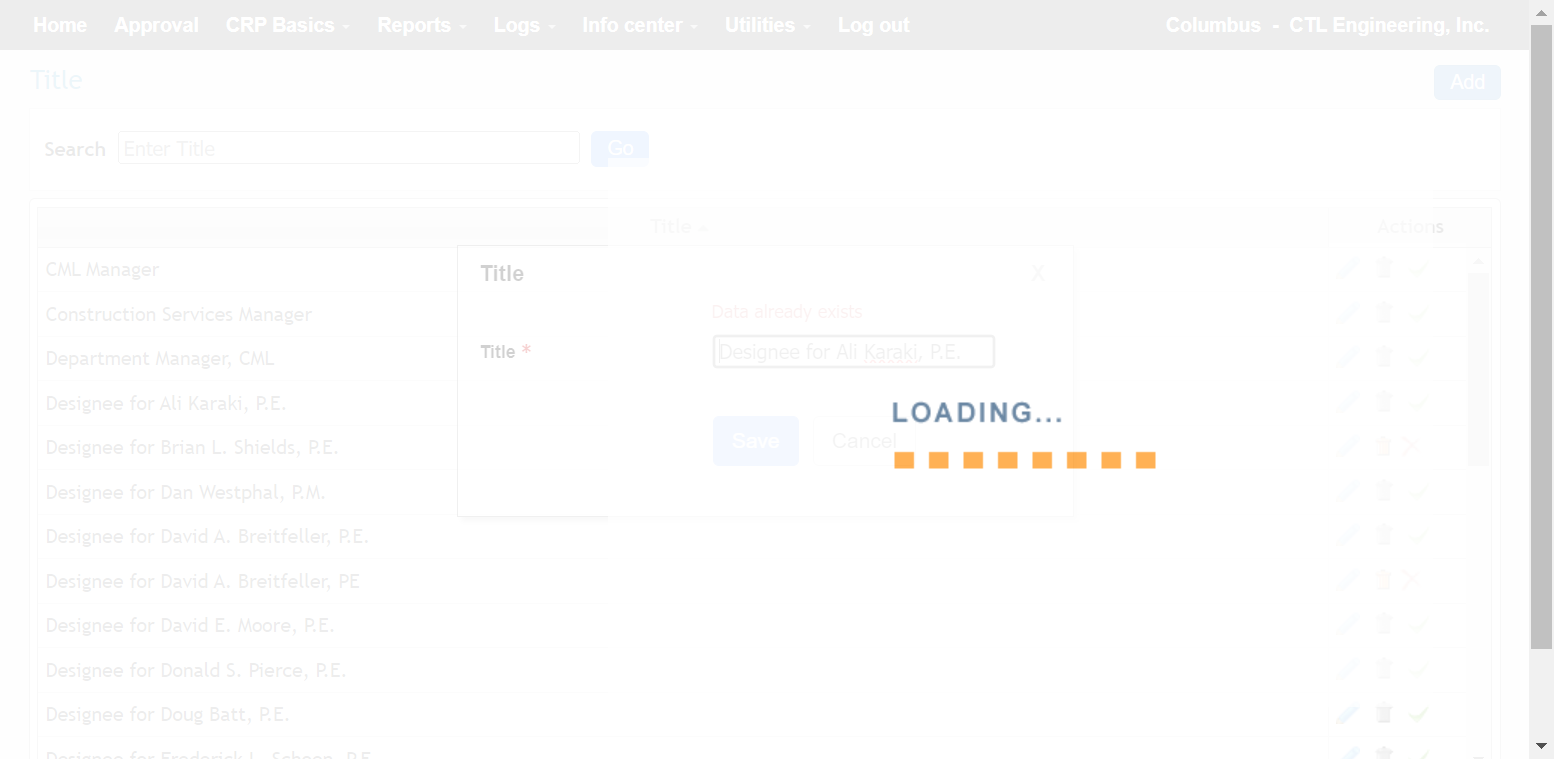 Home Approval CRP Basics Reports Logs Info center Utilities Log out Columbus - CTL Engineering, Inc.
Title Add
Search Enter Title Go
Title Actions
CML Manager
Construction Services Manager
Department Manager, CML
Designee for Ali Karaki, P.E.
Designee for Brian L. Shields, P.E.
Designee for Dan Westphal, P.M.
Designee for David A. Breitfeller, P.E.
Designee for David A. Breitfeller, PE
Designee for David E. Moore, P.E.
Designee for Donald S. Pierce, P.E.
Designee for Doug Batt, P.E.
Designee for Frederick L. Schoen, P.E.
Title X
Data already exists
Title * Designee for Ali Karaki, P.E.
Save Cancel
LOADING...